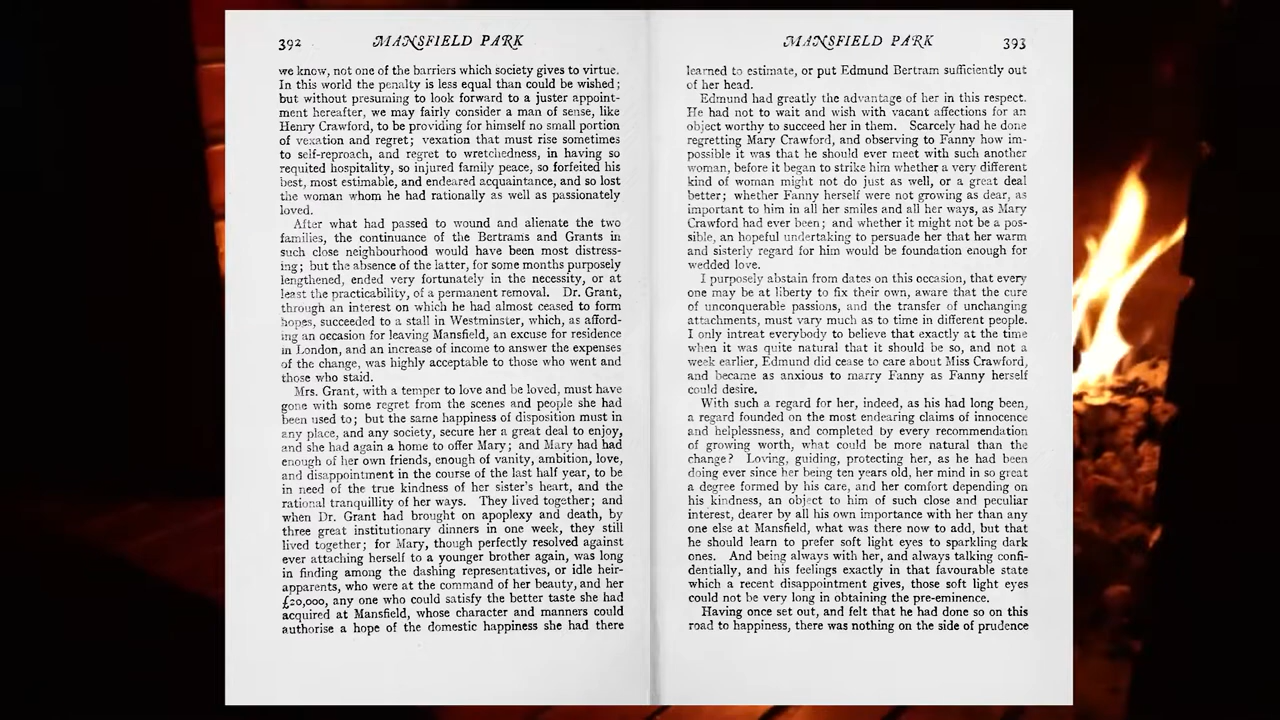 392 MANSFIELD PARK
we know, not one of the barriers which society gives to virtue.
In this world the penalty is less equal than could be wished;
but without presuming to look forward to a juster appoint-
ment hereafter, we may fairly consider a man of sense, like
Henry Crawford, to be providing for himself no small portion
of vexation and regret; vexation that must rise sometimes
to self-reproach, and regret to wretchedness, in having so
requited hospitality, so injured family peace, so forfeited his
best, most estimable, and endeared acquaintance, and so lost
the woman whom he had rationally as well as passionately
loved.
After what had passed to wound and alienate the two
families, the continuance of the Bertrams and Grants in
such close neighbourhood would have been most distress-
ing; but the absence of the latter, for some months purposely
lengthened, ended very fortunately in the necessity, or at
least the practicability, of a permanent removal. Dr. Grant,
through an interest on which he had almost ceased to form
hopes, succeeded to a stall in Westminster, which, as afford-
ing an occasion for leaving Mansfield, an excuse for residence
in London, and an increase of income to answer the expenses
of the change, was highly acceptable to those who went and
those who staid.
Mrs. Grant, with a temper to love and be loved, must have
gone with some regret from the scenes and people she had
been used to; but the same happiness of disposition must in
any place, and any society, secure her a great deal to enjoy,
and she had again a home to offer Mary; and Mary had had
enough of her own friends, enough of vanity, ambition, love,
and disappointment in the course of the last half year, to be
in need of the true kindness of her sister's heart, and the
rational tranquillity of her ways. They lived together; and
when Dr. Grant had brought on apoplexy and death, by
three great institutionary dinners in one week, they still
lived together; for Mary, though perfectly resolved against
ever attaching herself to a younger brother again, was long
in finding among the dashing representatives, or idle heir-
apparents, who were at the command of her beauty, and her
£20,000, any one who could satisfy the better taste she had
acquired at Mansfield, whose character and manners could
authorise a hope of the domestic happiness she had there
MANSFIELD PARK 393
learned to estimate, or put Edmund Bertram sufficiently out
of her head.
Edmund had greatly the advantage of her in this respect.
He had not to wait and wish with vacant affections for an
object worthy to succeed her in them. Scarcely had he done
regretting Mary Crawford, and observing to Fanny how im-
possible it was that he should ever meet with such another
woman, before it began to strike him whether a very different
kind of woman might not do just as well, or a great deal
better; whether Fanny herself were not growing as dear, as
important to him in all her smiles and all her ways, as Mary
Crawford had ever been; and whether it might not be a pos-
sible, an hopeful undertaking to persuade her that her warm
and sisterly regard for him would be foundation enough for
wedded love.
I purposely abstain from dates on this occasion, that every
one may be at liberty to fix their own, aware that the cure
of unconquerable passions, and the transfer of unchanging
attachments, must vary much as to time in different people.
I only intreat everybody to believe that exactly at the time
when it was quite natural that it should be so, and not a
week earlier, Edmund did cease to care about Miss Crawford,
and became as anxious to marry Fanny as Fanny herself
could desire.
With such a regard for her, indeed, as his had long been,
a regard founded on the most endearing claims of innocence
and helplessness, and completed by every recommendation
of growing worth, what could be more natural than the
change? Loving, guiding, protecting her, as he had been
doing ever since her being ten years old, her mind in so great
a degree formed by his care, and her comfort depending on
his kindness, an object to him of such close and peculiar
interest, dearer by all his own importance with her than any
one else at Mansfield, what was there now to add, but that
he should learn to prefer soft light eyes to sparkling dark
ones. And being always with her, and always talking confi-
dentially, and his feelings exactly in that favourable state
which a recent disappointment gives, those soft light eyes
could not be very long in obtaining the pre-eminence.
Having once set out, and felt that he had done so on this
road to happiness, there was nothing on the side of prudence